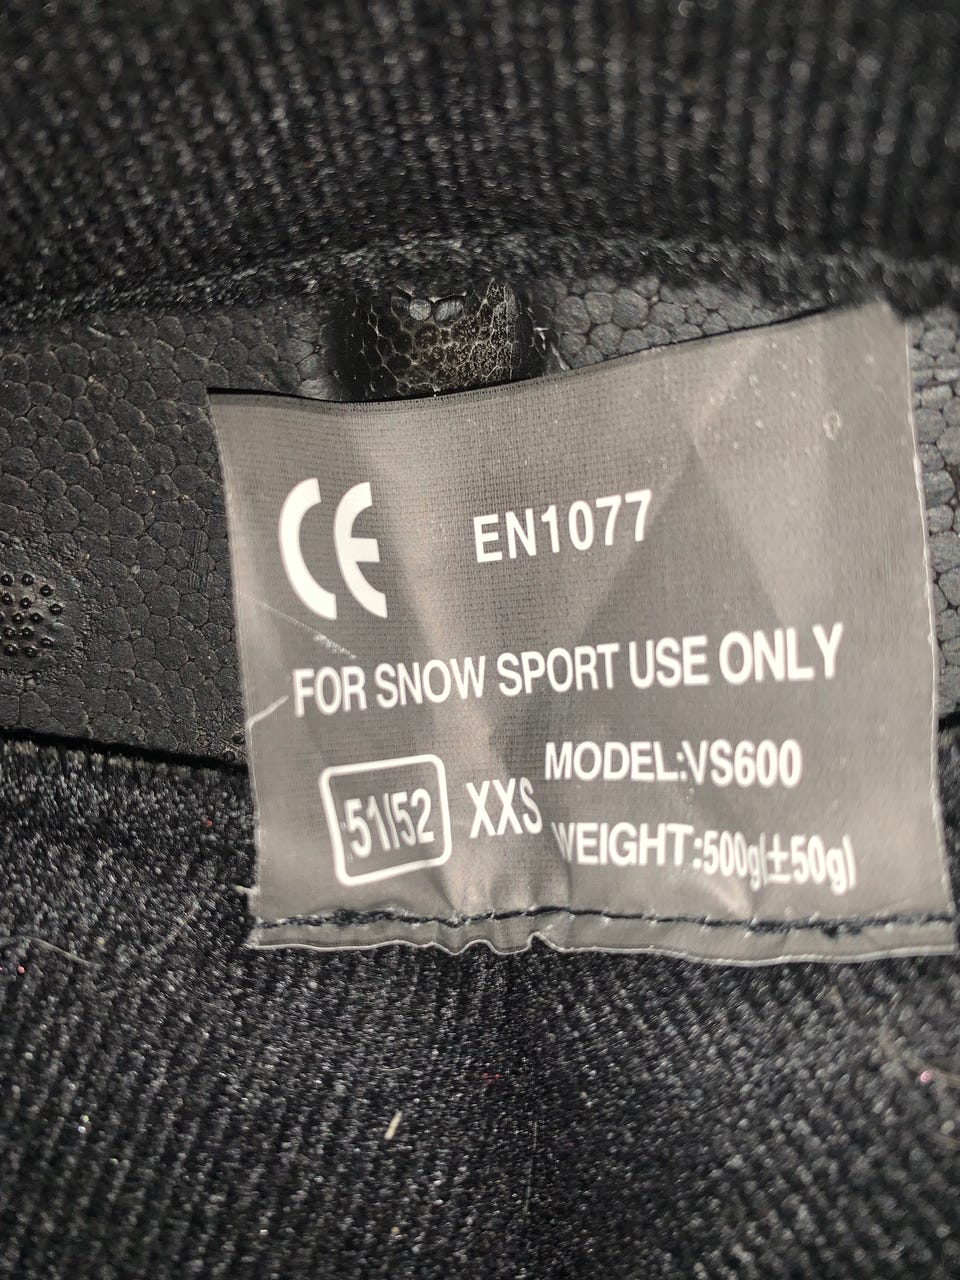 CE EN1077
FOR SNOW SPORT USE ONLY
51/52 XXS MODEL:VS600
WEIGHT:500g(±50g)